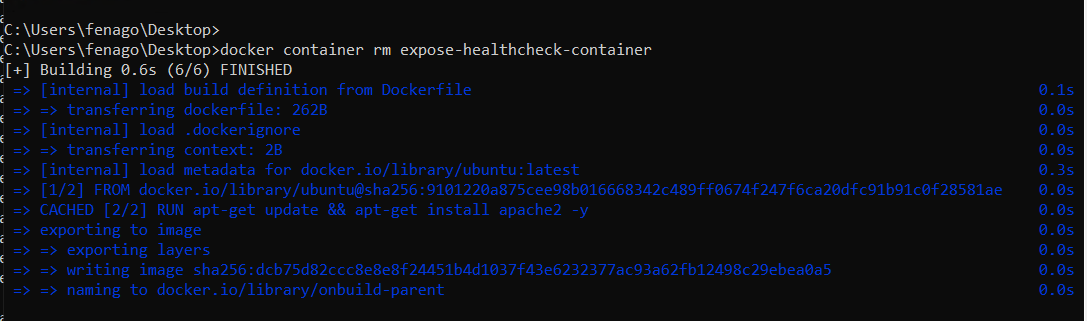 C:\Users\fenago\Desktop>
C:\Users\fenago\Desktop>docker container rm expose-healthcheck-container
[+] Building 0.6s (6/6) FINISHED
=> [internal] load build definition from Dockerfile 0.1s
=> => transferring dockerfile: 262B 0.0s
=> [internal] load .dockerignore 0.0s
=> => transferring context: 2B 0.0s
=> [internal] load metadata for docker.io/library/ubuntu:latest 0.3s
=> [1/2] FROM docker.io/library/ubuntu@sha256:9101220a875cee98b016668342c489ff0674f247f6ca20dfc91b91c0f28581ae 0.0s
=> CACHED [2/2] RUN apt-get update && apt-get install apache2 -y 0.0s
=> exporting to image 0.0s
=> => exporting layers 0.0s
=> => writing image sha256:dcb75d82ccc8e8e8f24451b4d1037f43e6232377ac93a62fb12498c29ebea0a5 0.0s
=> => naming to docker.io/library/onbuild-parent 0.0s